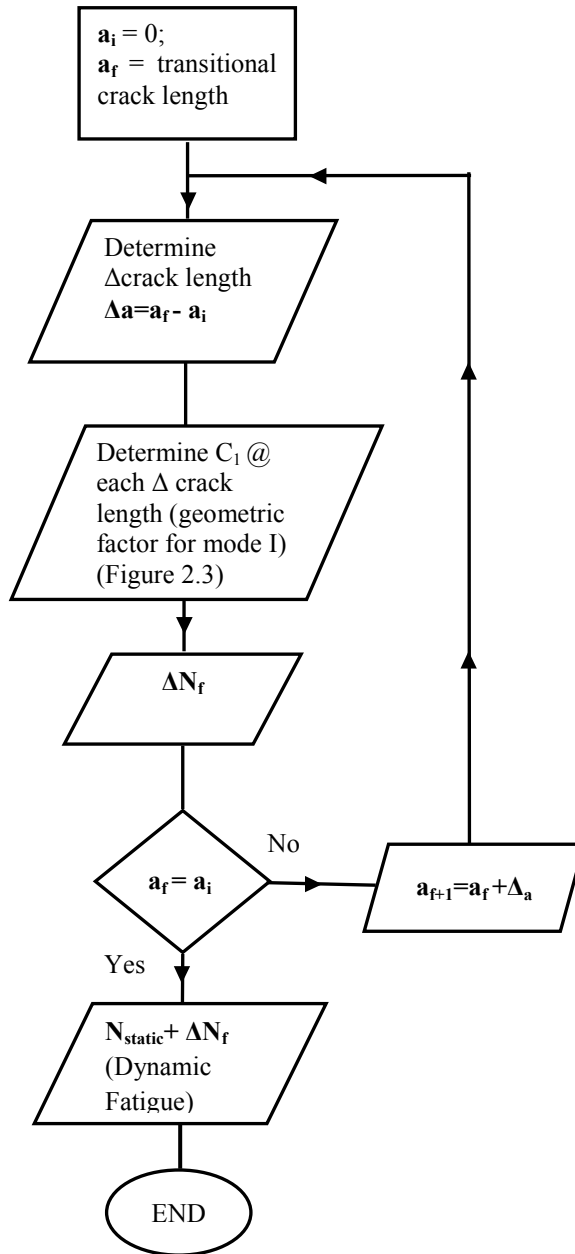 aᵢ = 0;
a_f = transitional
crack length
Determine
Δcrack length
Δa=a_f - aᵢ
Determine C₁ @
each Δ crack
length (geometric
factor for mode I)
(Figure 2.3)
ΔN_f
a_f = aᵢ
No
a_f+1=a_f +Δₐ
Yes
N_static+ ΔN_f
(Dynamic
Fatigue)
END